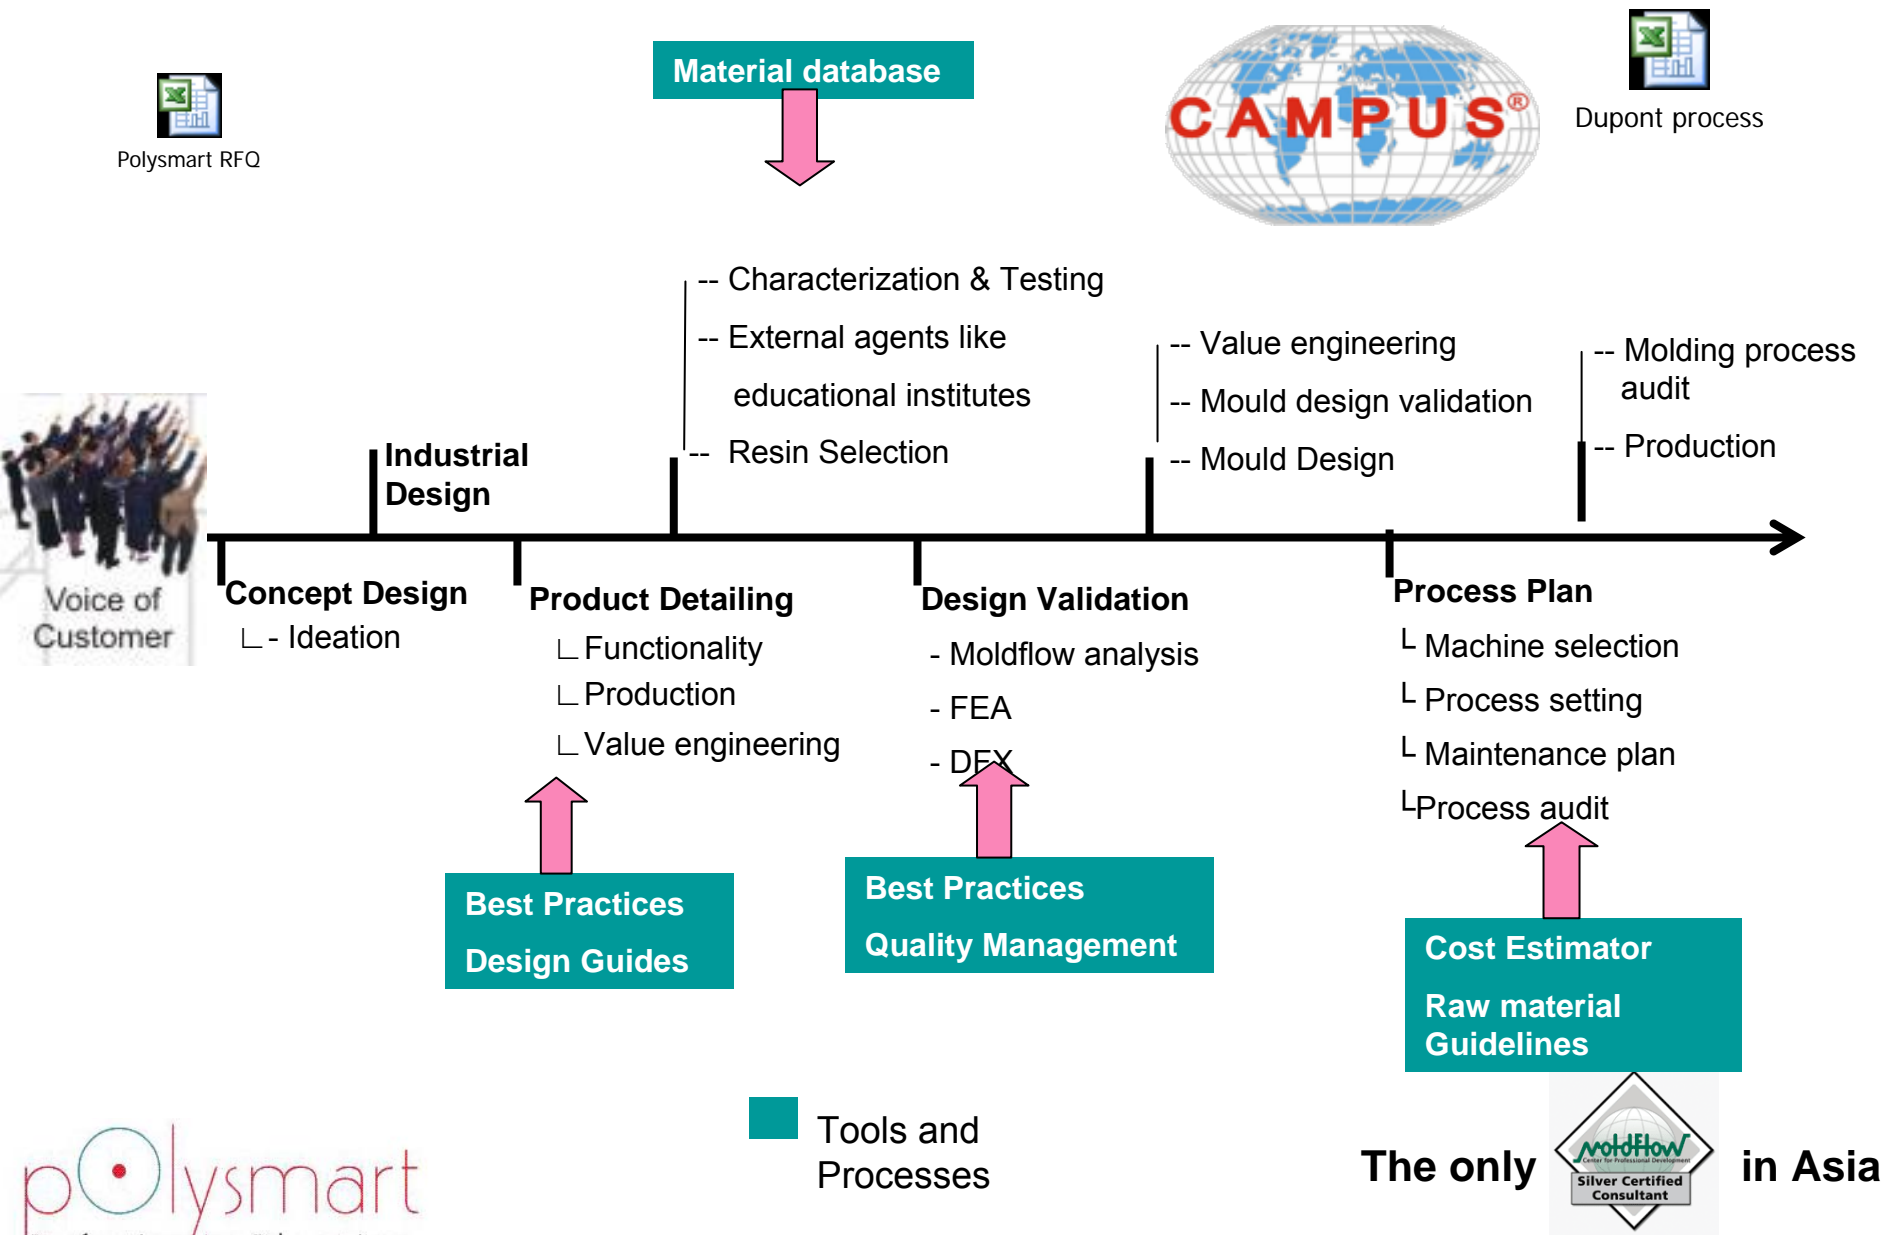 Material database
CAMPUS®
Dupont process
Polysmart RFQ
-- Characterization & Testing
-- External agents like
educational institutes
-- Resin Selection
-- Value engineering
-- Mould design validation
-- Mould Design
-- Molding process
audit
-- Production
Industrial
Design
Voice of
Customer
Concept Design
∟- Ideation
Product Detailing
∟Functionality
∟Production
∟Value engineering
Design Validation
- Moldflow analysis
- FEA
- DFX
Process Plan
└ Machine selection
└ Process setting
└ Maintenance plan
└Process audit
Best Practices
Design Guides
Best Practices
Quality Management
Cost Estimator
Raw material
Guidelines
Tools and
Processes
polysmart
The only
moldflow
Center for Professional Development
Silver Certified
Consultant
in Asia